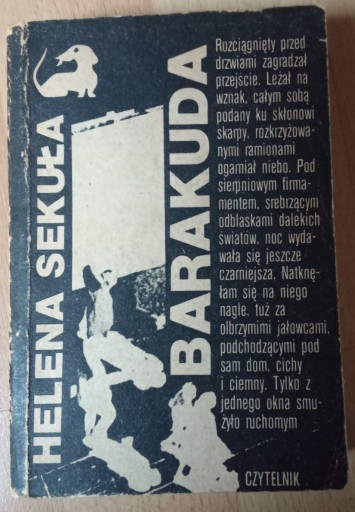 HELENA SEKUŁA
BARAKUDA
Rozciągnięty przed
drzwiami zagradzał
przejście. Leżał na
wznak, całym sobą
podany ku skłonowi
skarpy, rozkrzyżowa-
nymi ramionami
ogarniał niebo. Pod
sierpniowym firma-
mentem, srebrzącym
odblaskami dalekich
światów, noc wyda-
wała się jeszcze
czarniejsza. Natknę-
łam się na niego
nagle, tuż za
olbrzymimi jałowcami,
podchodzącymi pod
sam dom, cichy
i ciemny. Tylko z
jednego okna smu-
żyło ruchomym
CZYTELNIK